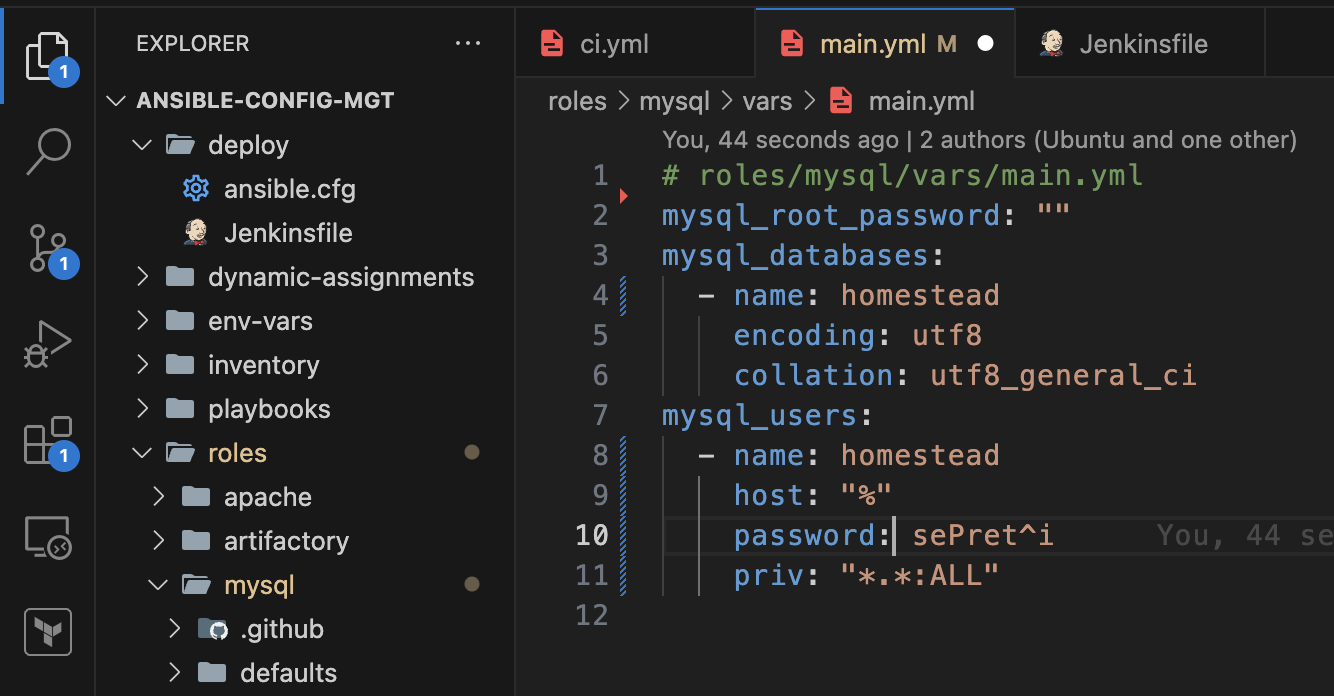 EXPLORER ...
ANSIBLE-CONFIG-MGT
deploy
ansible.cfg
Jenkinsfile
dynamic-assignments
env-vars
inventory
playbooks
roles
apache
artifactory
mysql
.github
defaults
1
1
1
ci.yml
main.yml M
Jenkinsfile
roles > mysql > vars > main.yml
You, 44 seconds ago | 2 authors (Ubuntu and one other)
1 # roles/mysql/vars/main.yml
2 mysql_root_password: ""
3 mysql_databases:
4 - name: homestead
5 encoding: utf8
6 collation: utf8_general_ci
7 mysql_users:
8 - name: homestead
9 host: "%"
10 password: sePret^i You, 44 se
11 priv: "*.*:ALL"
12